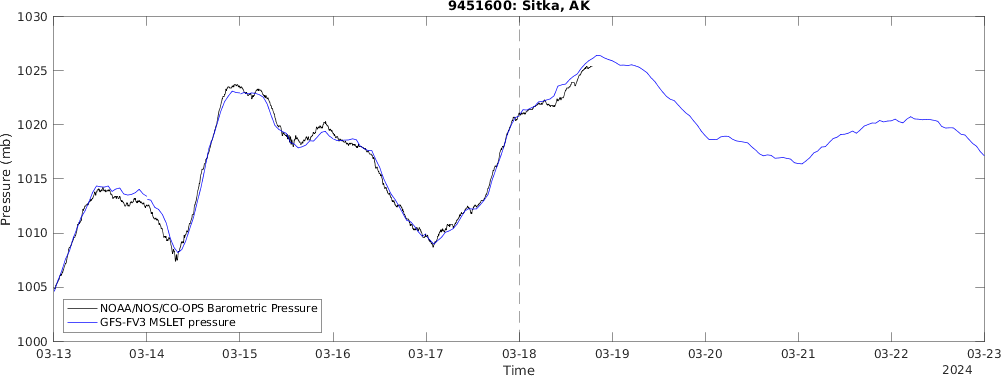 9451600: Sitka, AK
Pressure (mb)
1030
1025
1020
1015
1010
1005
1000
NOAA/NOS/CO-OPS Barometric Pressure
GFS-FV3 MSLET pressure
03-13 03-14 03-15 03-16 03-17 03-18 03-19 03-20 03-21 03-22 03-23
Time
2024